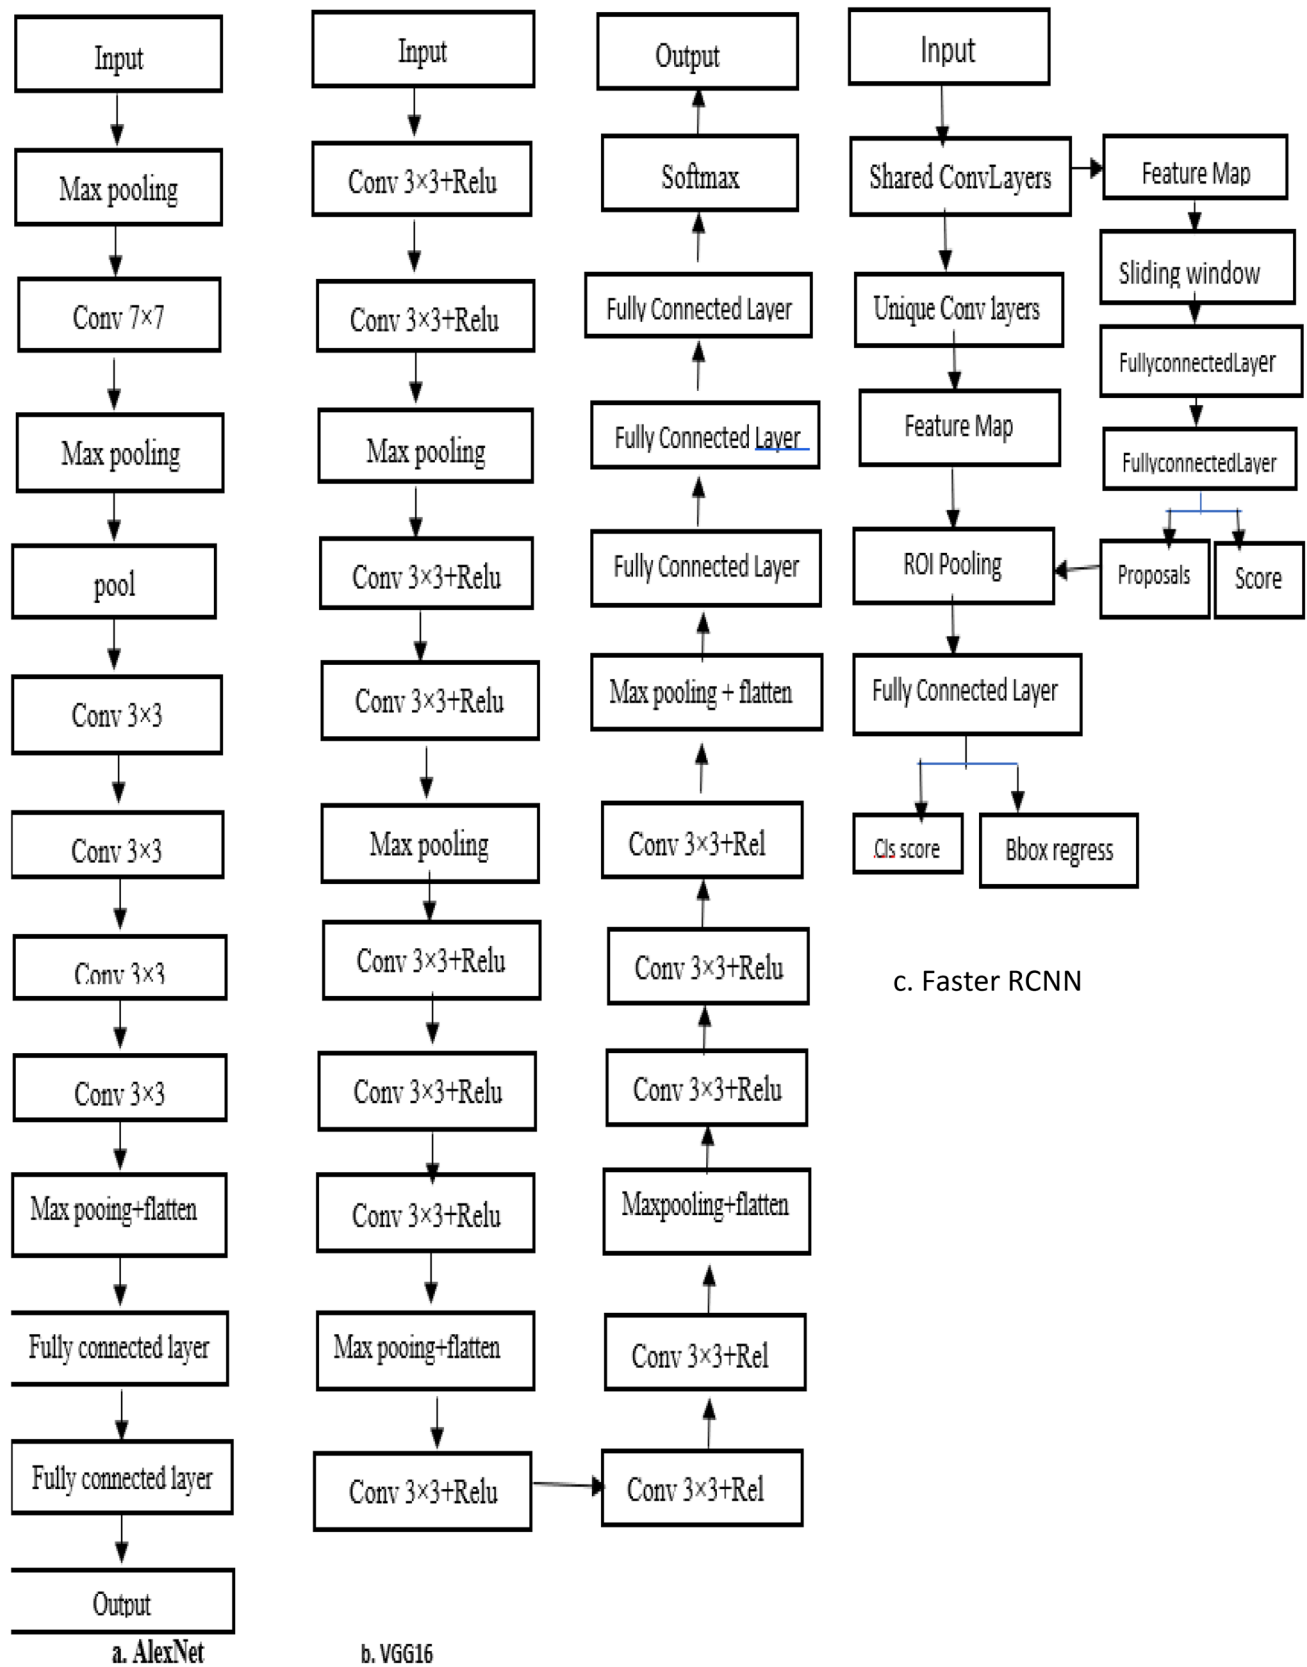 Input
Max pooling
Conv 7×7
Max pooling
pool
Conv 3×3
Conv 3×3
Conv 3×3
Conv 3×3
Max pooing+flatten
Fully connected layer
Fully connected layer
Output
a. AlexNet
Input
Conv 3×3+Relu
Conv 3×3+Relu
Max pooling
Conv 3×3+Relu
Conv 3×3+Relu
Max pooling
Conv 3×3+Relu
Conv 3×3+Relu
Conv 3×3+Relu
Max pooing+flatten
Conv 3×3+Relu
Conv 3×3+Rel
Conv 3×3+Rel
Maxpooling+flatten
Conv 3×3+Relu
Conv 3×3+Relu
Conv 3×3+Rel
Max pooling + flatten
Fully Connected Layer
Fully Connected Layer
Fully Connected Layer
Softmax
Output
b. VGG16
Input
Shared ConvLayers
Unique Conv layers
Feature Map
ROI Pooling
Fully Connected Layer
Cls score
Bbox regress
Feature Map
Sliding window
FullyconnectedLayer
FullyconnectedLayer
Proposals
Score
c. Faster RCNN